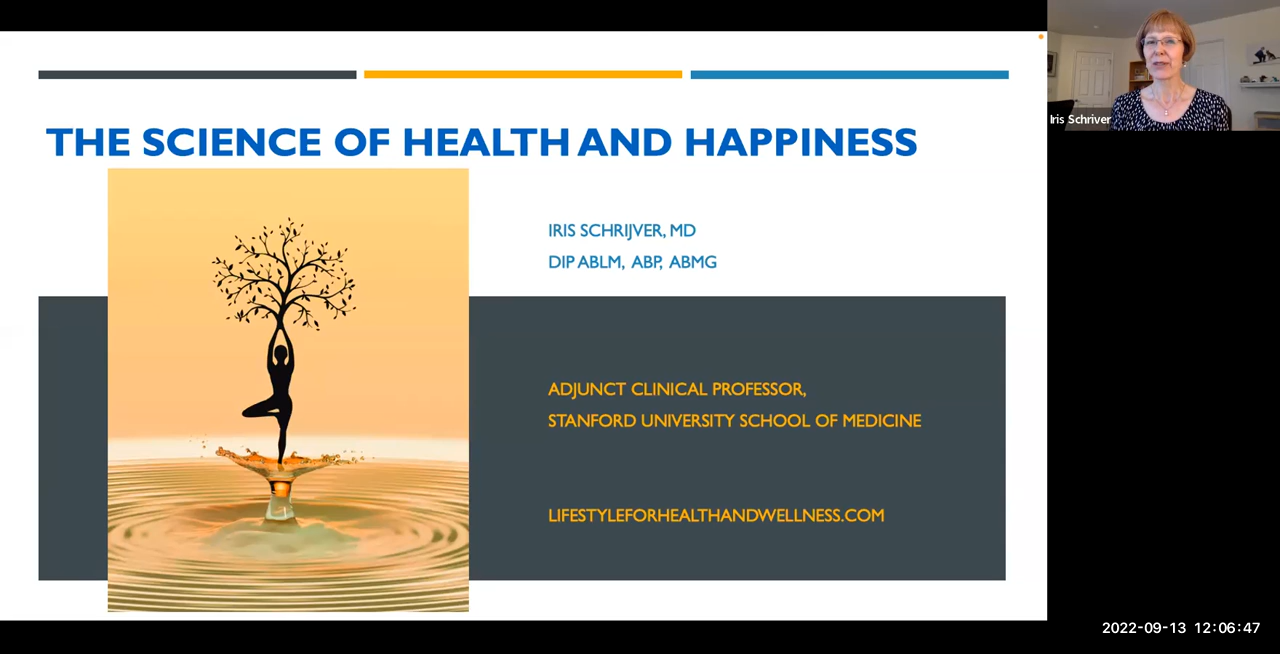 THE SCIENCE OF HEALTH AND HAPPINESS
IRIS SCHRIJVER, MD
DIP ABLM, ABP, ABMG
ADJUNCT CLINICAL PROFESSOR,
STANFORD UNIVERSITY SCHOOL OF MEDICINE
LIFESTYLEFORHEALTHANDWELLNESS.COM
Iris Schriver
2022-09-13 12:06:47